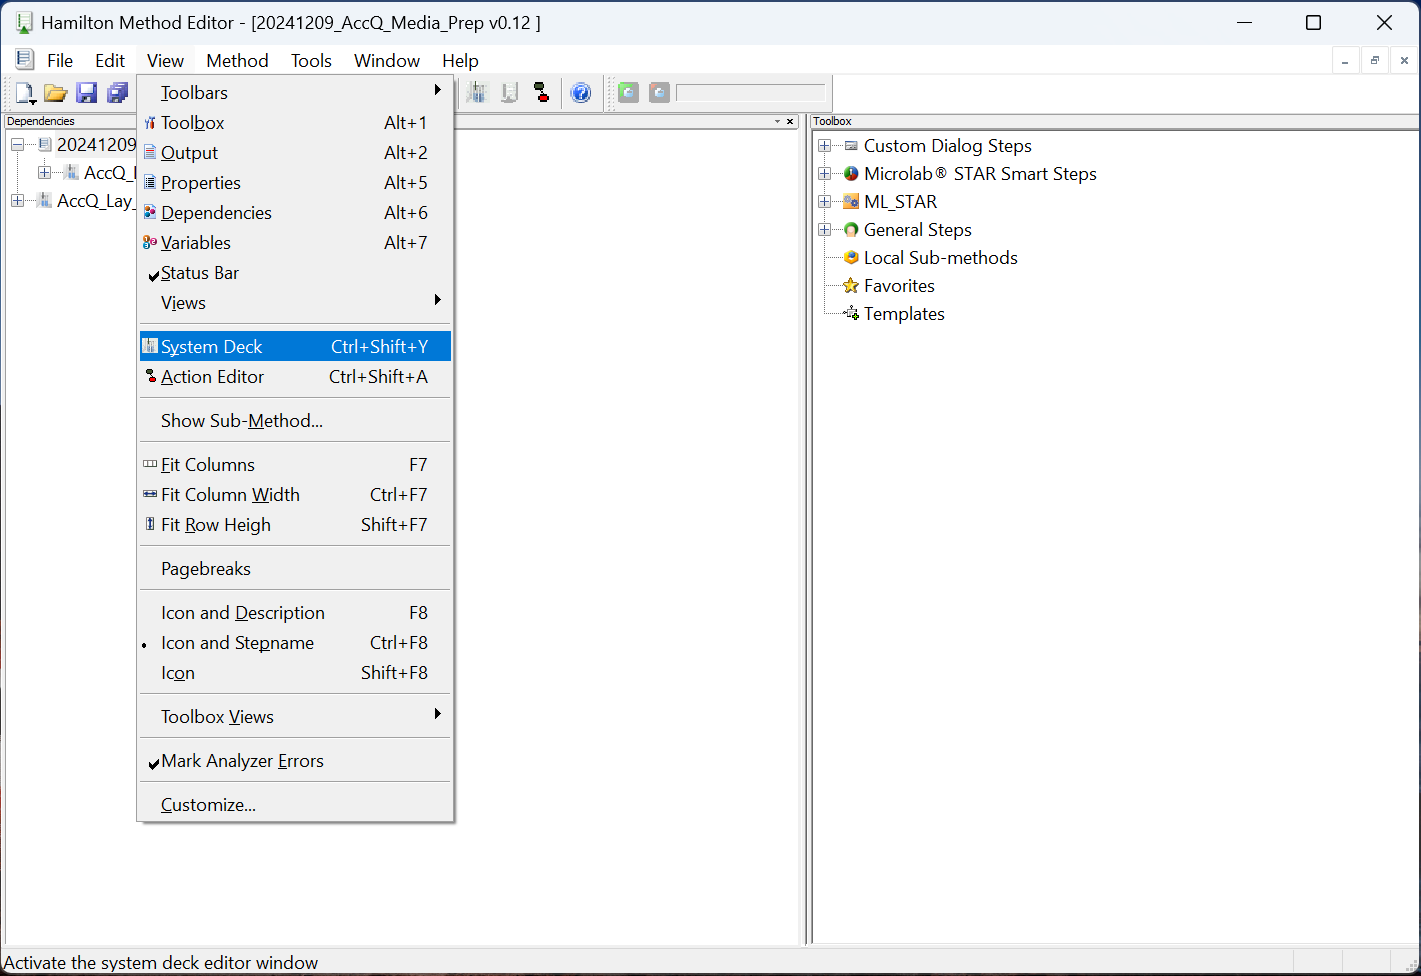 Hamilton Method Editor - [20241209_AccQ_Media_Prep v0.12 ]
File Edit View Method Tools Window Help
Dependencies
20241209
AccQ_
AccQ_Lay_
Toolbars
Toolbox Alt+1
Output Alt+2
Properties Alt+5
Dependencies Alt+6
Variables Alt+7
Status Bar
Views
System Deck Ctrl+Shift+Y
Action Editor Ctrl+Shift+A
Show Sub-Method...
Fit Columns F7
Fit Column Width Ctrl+F7
Fit Row Heigh Shift+F7
Pagebreaks
Icon and Description F8
Icon and Stepname Ctrl+F8
Icon Shift+F8
Toolbox Views
Mark Analyzer Errors
Customize...
Toolbox
Custom Dialog Steps
Microlab® STAR Smart Steps
ML_STAR
General Steps
Local Sub-methods
Favorites
Templates
Activate the system deck editor window